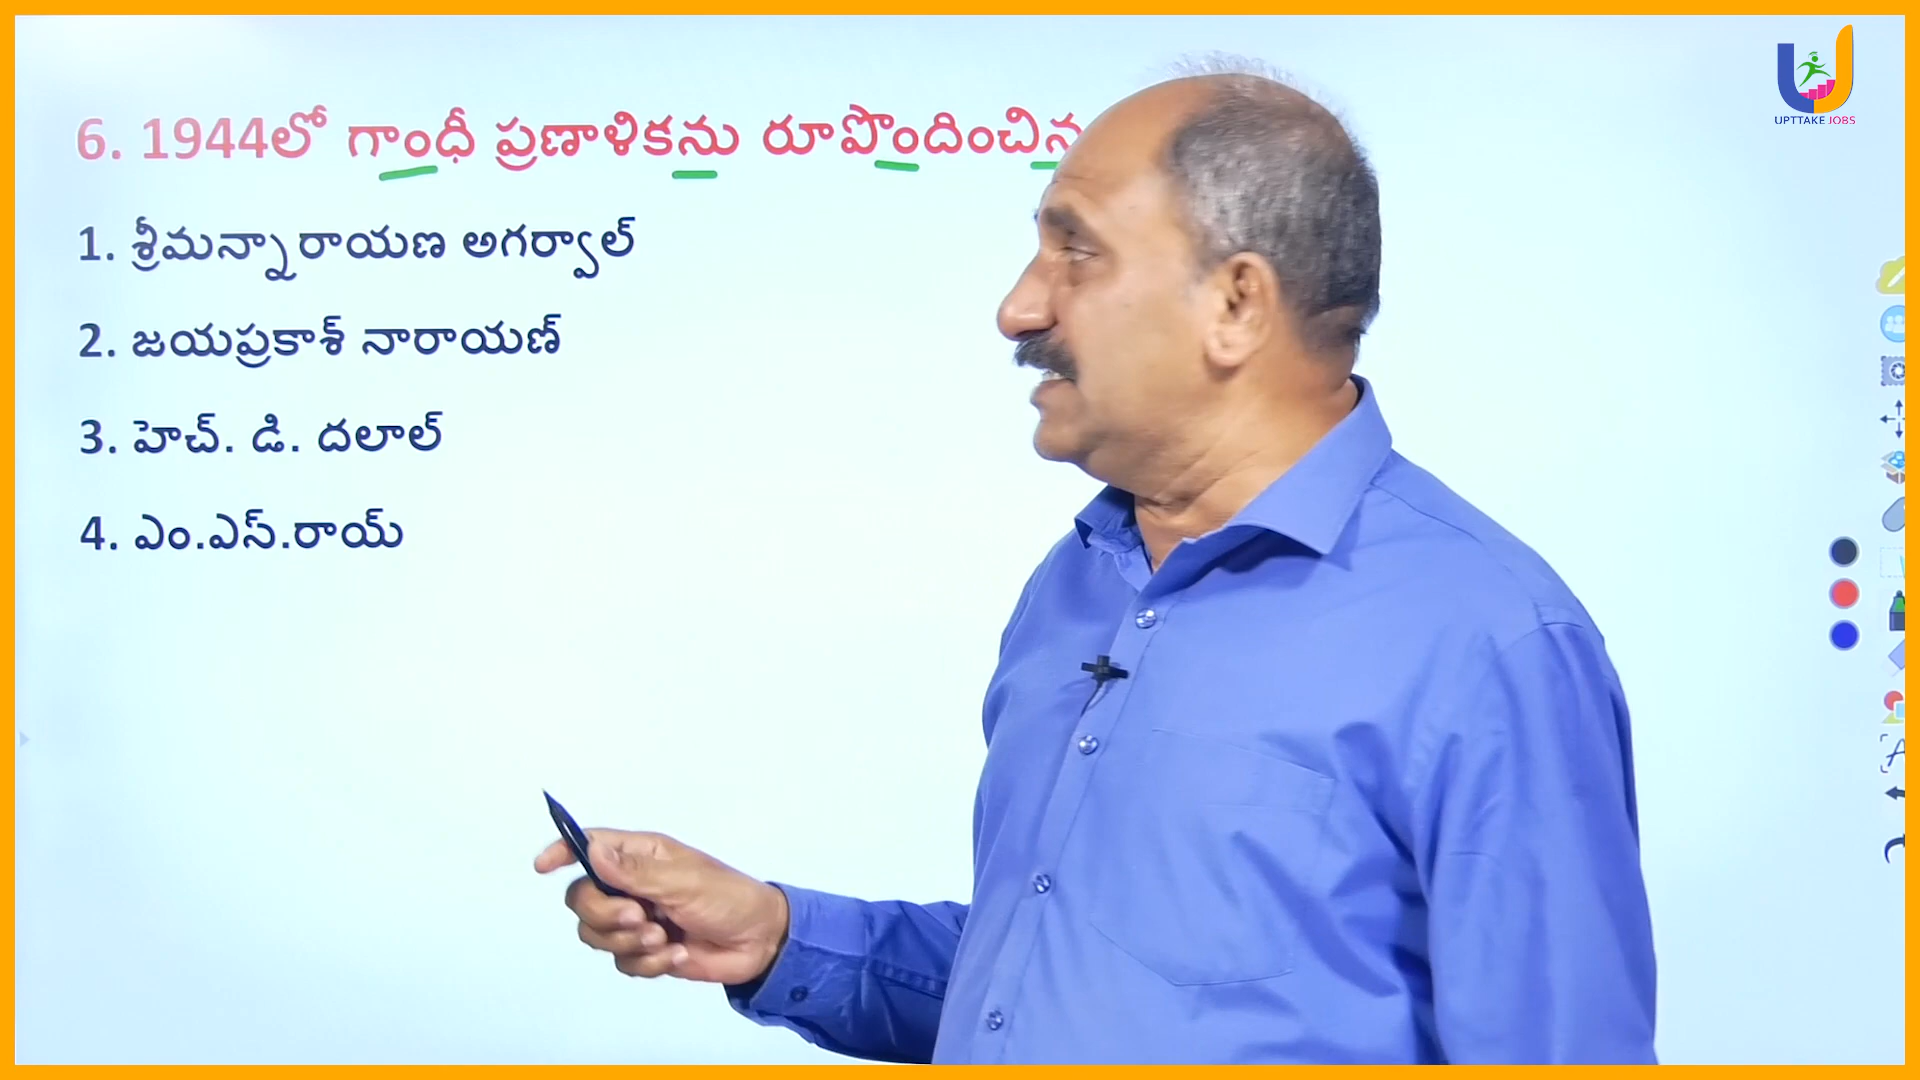 UPTTAKE JOBS
6. 1944లో గాంధీ ప్రణాళికను రూపొందించిన
1. శ్రీమన్నారాయణ అగర్వాల్
2. జయప్రకాశ్ నారాయణ్
3. హెచ్. డి. దలాల్
4. ఎం.ఎస్.రాయ్